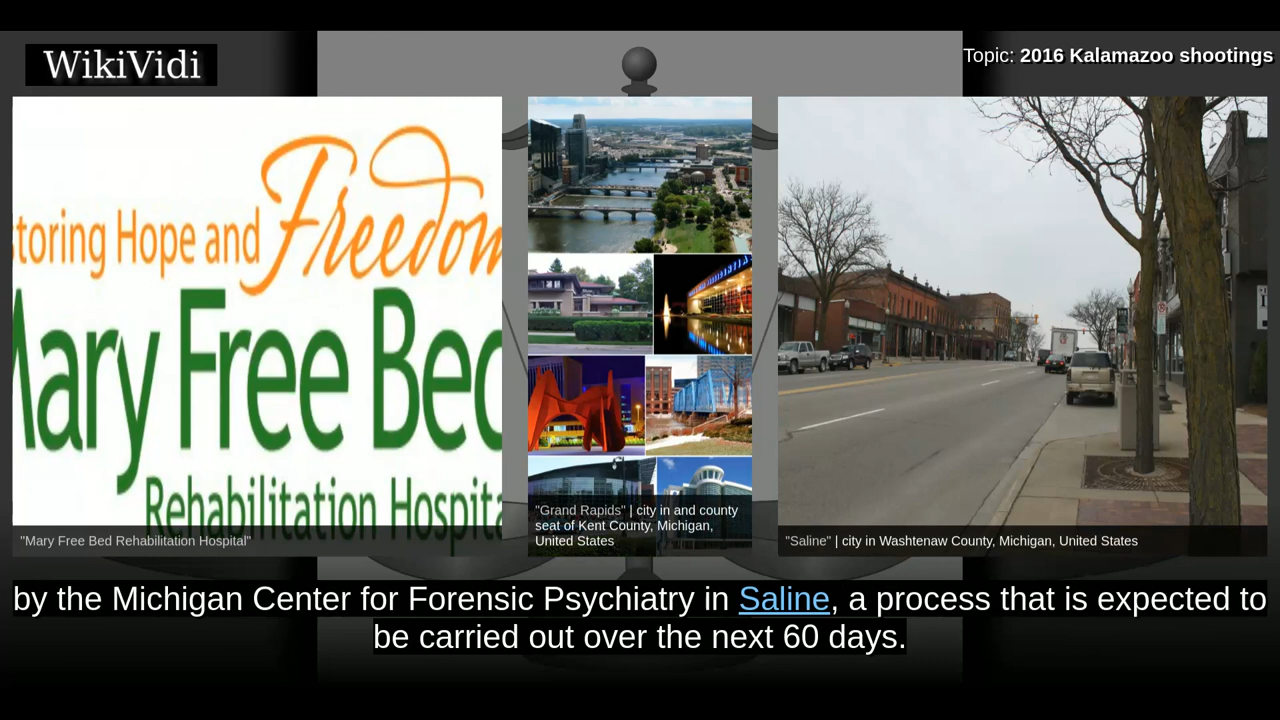 WikiVidi
Topic: 2016 Kalamazoo shootings
toring Hope and Freedom
Mary Free Bed
Rehabilitation Hospital
"Mary Free Bed Rehabilitation Hospital"
"Grand Rapids" | city in and county
seat of Kent County, Michigan,
United States
"Saline" | city in Washtenaw County, Michigan, United States
by the Michigan Center for Forensic Psychiatry in Saline, a process that is expected to
be carried out over the next 60 days.